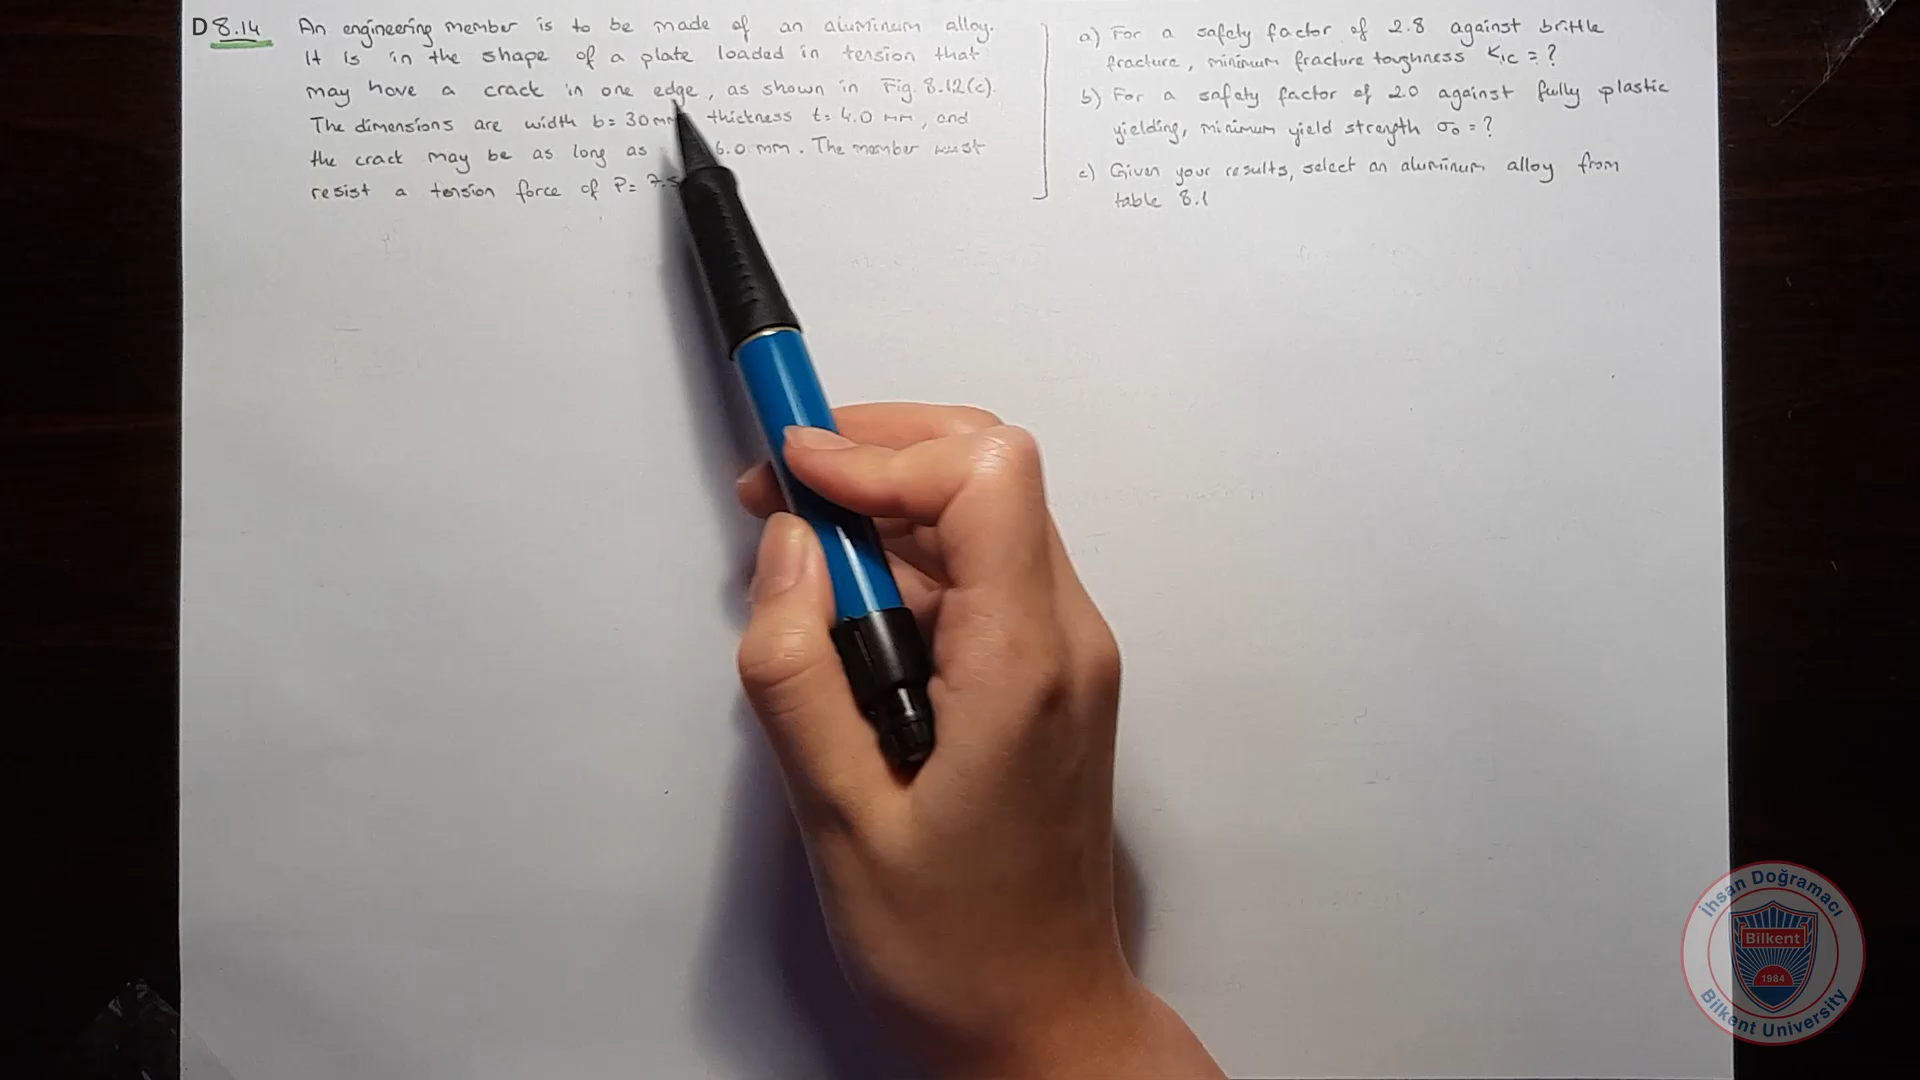 D 8.14 An engineering member is to be made of an aluminum alloy.
It is in the shape of a plate loaded in tension that
may have a crack in one edge, as shown in Fig. 8.12(c).
The dimensions are width b= 30 mm thickness t= 4.0 mm, and
the crack may be as long as 6.0 mm. The member must
resist a tension force of P= 7.5
a) For a safety factor of 2.8 against brittle
fracture, minimum fracture toughness K1C = ?
b) For a safety factor of 2.0 against fully plastic
yielding, minimum yield strength σ0 = ?
c) Given your results, select an aluminum alloy from
table 8.1
İhsan Doğramacı
Bilkent
1984
Bilkent University